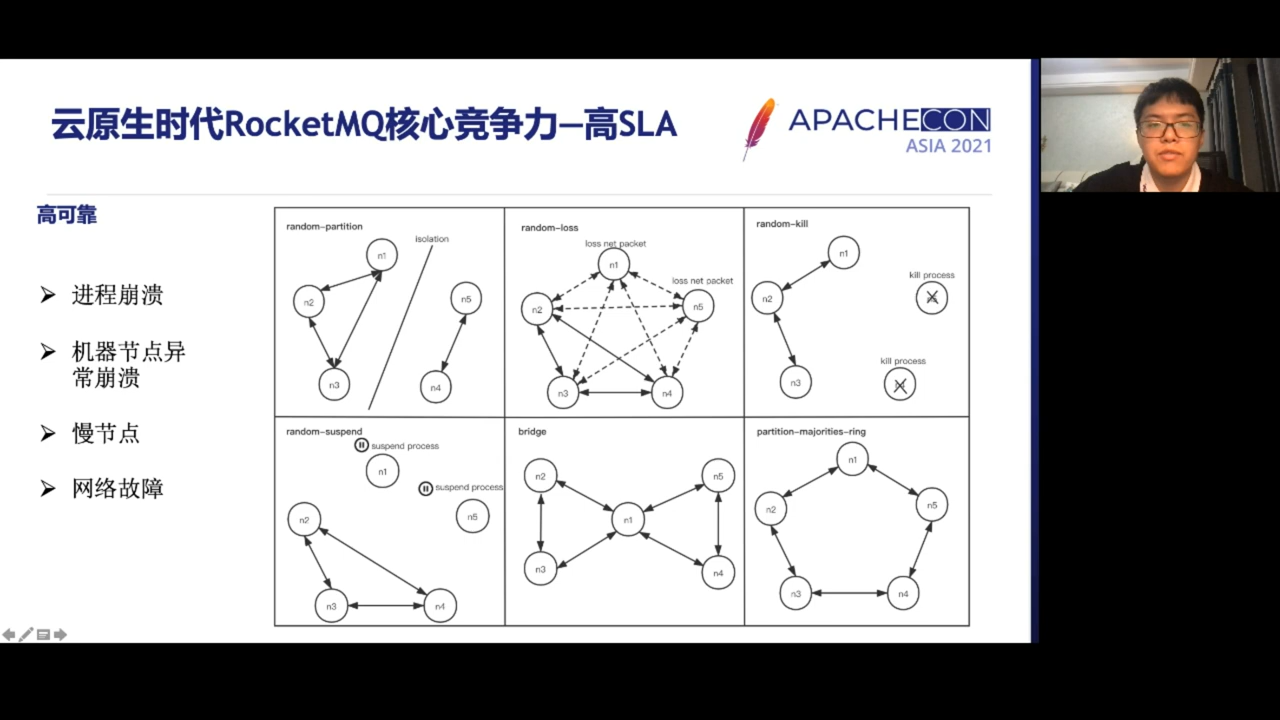 云原生时代RocketMQ核心竞争力—高SLA
APACHECON
ASIA 2021
高可靠
进程崩溃
机器节点异
常崩溃
慢节点
网络故障
random-partition
isolation
n1
n2
n5
n3
n4
random-loss
loss net packet
n1
loss net packet
n2
n5
n3
n4
random-kill
n1
kill process
n2
kill process
n3
random-suspend
suspend process
n1
suspend process
n5
n2
n3
n4
bridge
n2
n5
n1
n3
n4
partition-majorities-ring
n1
n2
n5
n3
n4